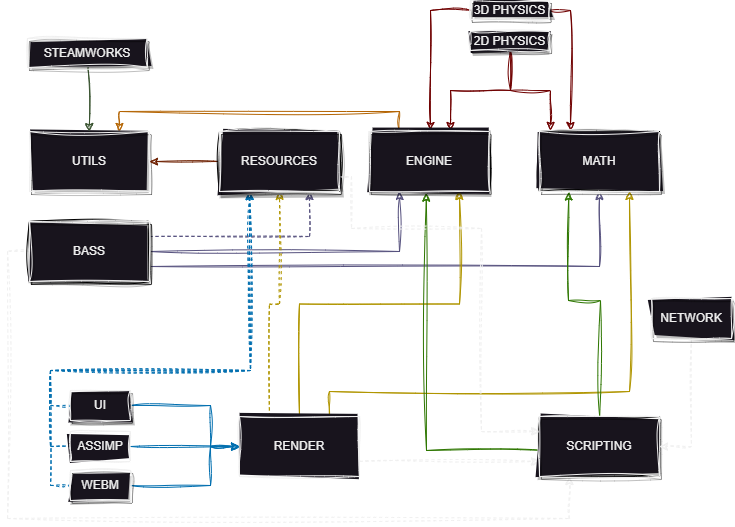 3D PHYSICS
2D PHYSICS
STEAMWORKS
UTILS
RESOURCES
ENGINE
MATH
BASS
NETWORK
UI
ASSIMP
WEBM
RENDER
SCRIPTING